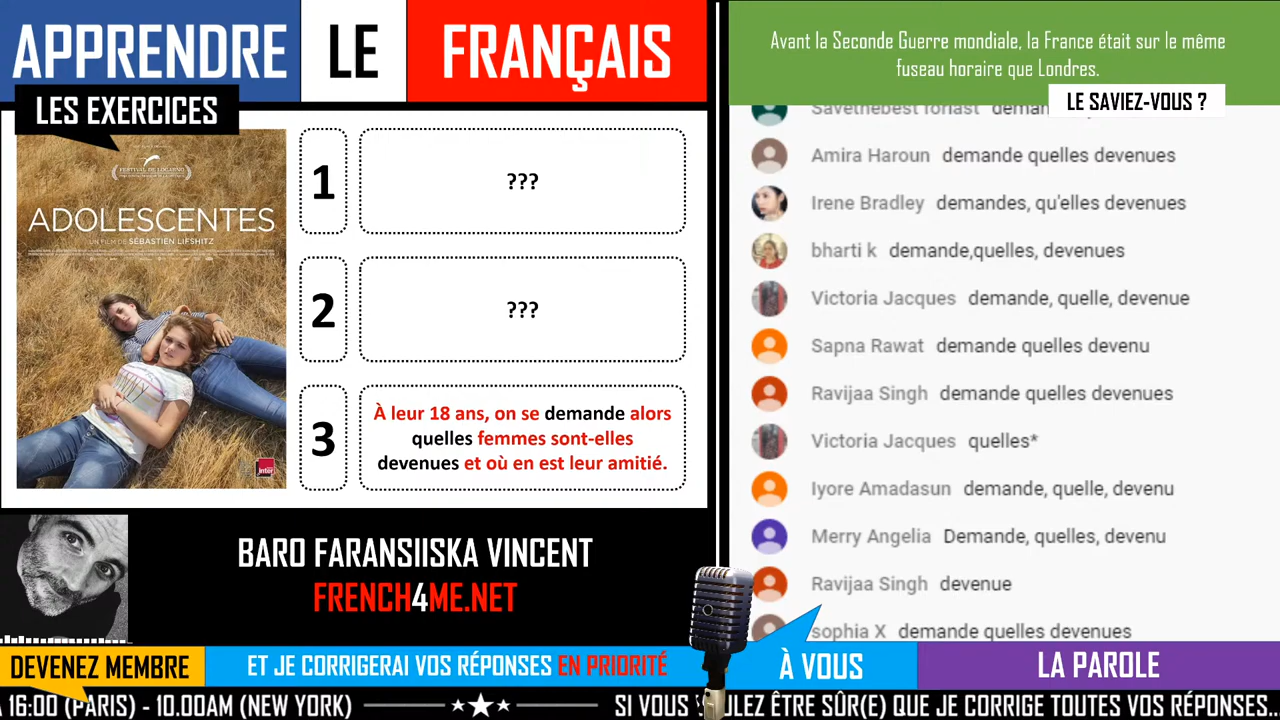 APPRENDRE LE FRANÇAIS
LES EXERCICES
FESTIVAL DE LOCARNO
ADOLESCENTES
UN FILM DE SÉBASTIEN LIFSHITZ
inter
1
???
2
???
3
À leur 18 ans, on se demande alors
quelles femmes sont-elles
devenues et où en est leur amitié.
BARO FARANSIISKA VINCENT
FRENCH4ME.NET
Avant la Seconde Guerre mondiale, la France était sur le même
fuseau horaire que Londres.
LE SAVIEZ-VOUS ?
Amira Haroun demande quelles devenues
Irene Bradley demandes, qu'elles devenues
bharti k demande,quelles, devenues
Victoria Jacques demande, quelle, devenue
Sapna Rawat demande quelles devenu
Ravijaa Singh demande quelles devenues
Victoria Jacques quelles*
Iyore Amadasun demande, quelle, devenu
Merry Angelia Demande, quelles, devenu
Ravijaa Singh devenue
sophia X demande quelles devenues
DEVENEZ MEMBRE
ET JE CORRIGERAI VOS RÉPONSES EN PRIORITÉ
À VOUS
LA PAROLE
16:00 (PARIS) - 10.00AM (NEW YORK)
SI VOUS VOULEZ ÊTRE SÛR(E) QUE JE CORRIGE TOUTES VOS RÉPONSES..